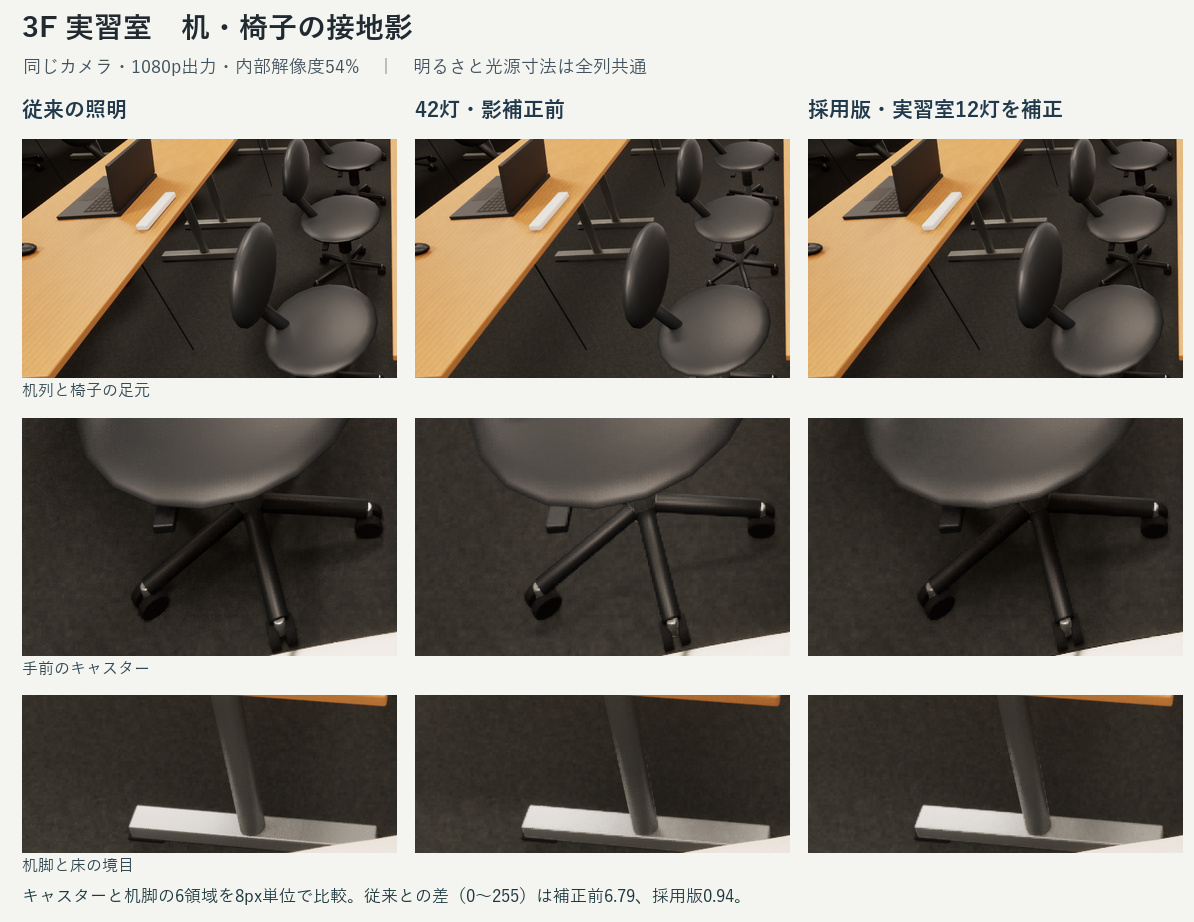 3F 実習室　机・椅子の接地影
同じカメラ・1080p出力・内部解像度54%　｜　明るさと光源寸法は全列共通
従来の照明
42灯・影補正前
採用版・実習室12灯を補正
机列と椅子の足元
手前のキャスター
机脚と床の境目
キャスターと机脚の6領域を8px単位で比較。従来との差（0〜255）は補正前6.79、採用版0.94。